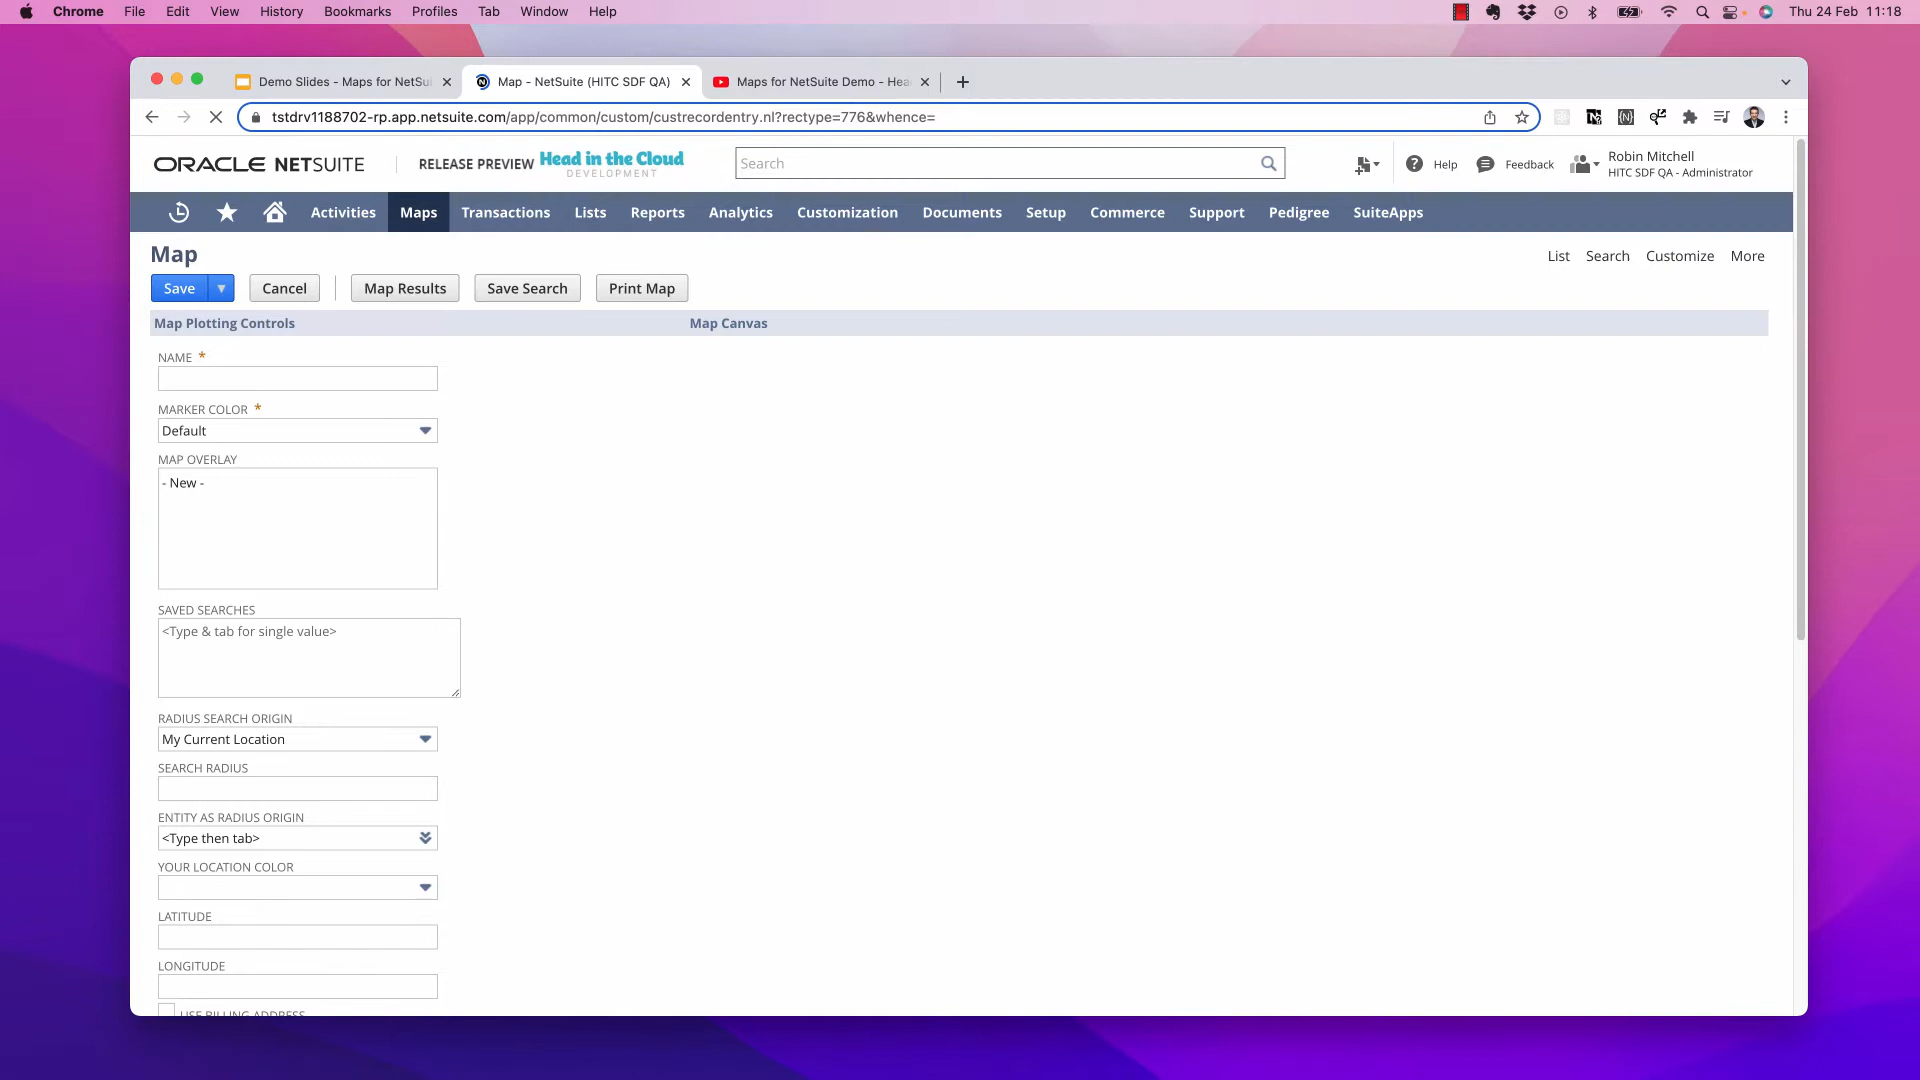 Chrome File Edit View History Bookmarks Profiles Tab Window Help Thu 24 Feb 11:18
Demo Slides - Maps for NetSui Map - NetSuite (HITC SDF QA) Maps for NetSuite Demo - Hea
tstdrv1188702-rp.app.netsuite.com/app/common/custom/custrecordentry.nl?rectype=776&whence=
ORACLE NETSUITE RELEASE PREVIEW Head in the Cloud
DEVELOPMENT
Search
Help Feedback
Robin Mitchell
HITC SDF QA - Administrator
Activities Maps Transactions Lists Reports Analytics Customization Documents Setup Commerce Support Pedigree SuiteApps
Map
List Search Customize More
Save Cancel Map Results Save Search Print Map
Map Plotting Controls Map Canvas
NAME *
MARKER COLOR *
Default
MAP OVERLAY
- New -
SAVED SEARCHES
<Type & tab for single value>
RADIUS SEARCH ORIGIN
My Current Location
SEARCH RADIUS
ENTITY AS RADIUS ORIGIN
<Type then tab>
YOUR LOCATION COLOR
LATITUDE
LONGITUDE
USE BILLING ADDRESS